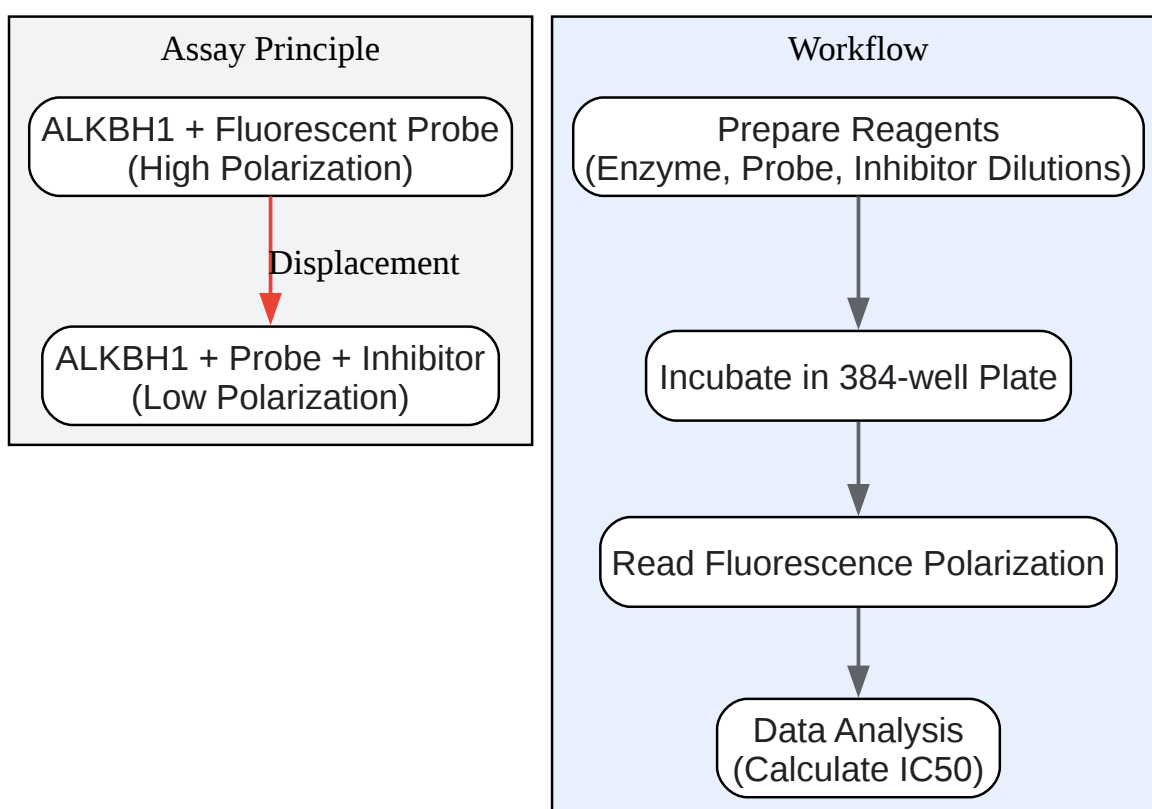 Assay Principle
ALKBH1 + Fluorescent Probe
(High Polarization)
Displacement
ALKBH1 + Probe + Inhibitor
(Low Polarization)
Workflow
Prepare Reagents
(Enzyme, Probe, Inhibitor Dilutions)
Incubate in 384-well Plate
Read Fluorescence Polarization
Data Analysis
(Calculate IC50)